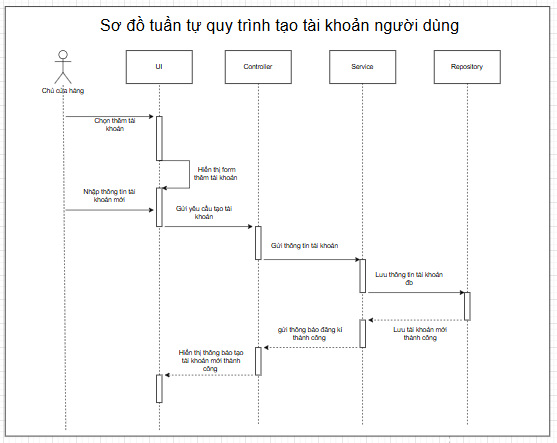 Sơ đồ tuần tự quy trình tạo tài khoản người dùng
UI
Controller
Service
Repository
Chủ cửa hàng
Chọn thêm tài
khoản
Hiển thị form
thêm tài khoản
Nhập thông tin tài
khoản mới
Gửi yêu cầu tạo tài
khoản
Gửi thông tin tài khoản
Lưu thông tin tài khoản
đb
Lưu tài khoản mới
thành công
gửi thông báo đăng kí
thành công
Hiển thị thông báo tạo
tài khoản mới thành
công